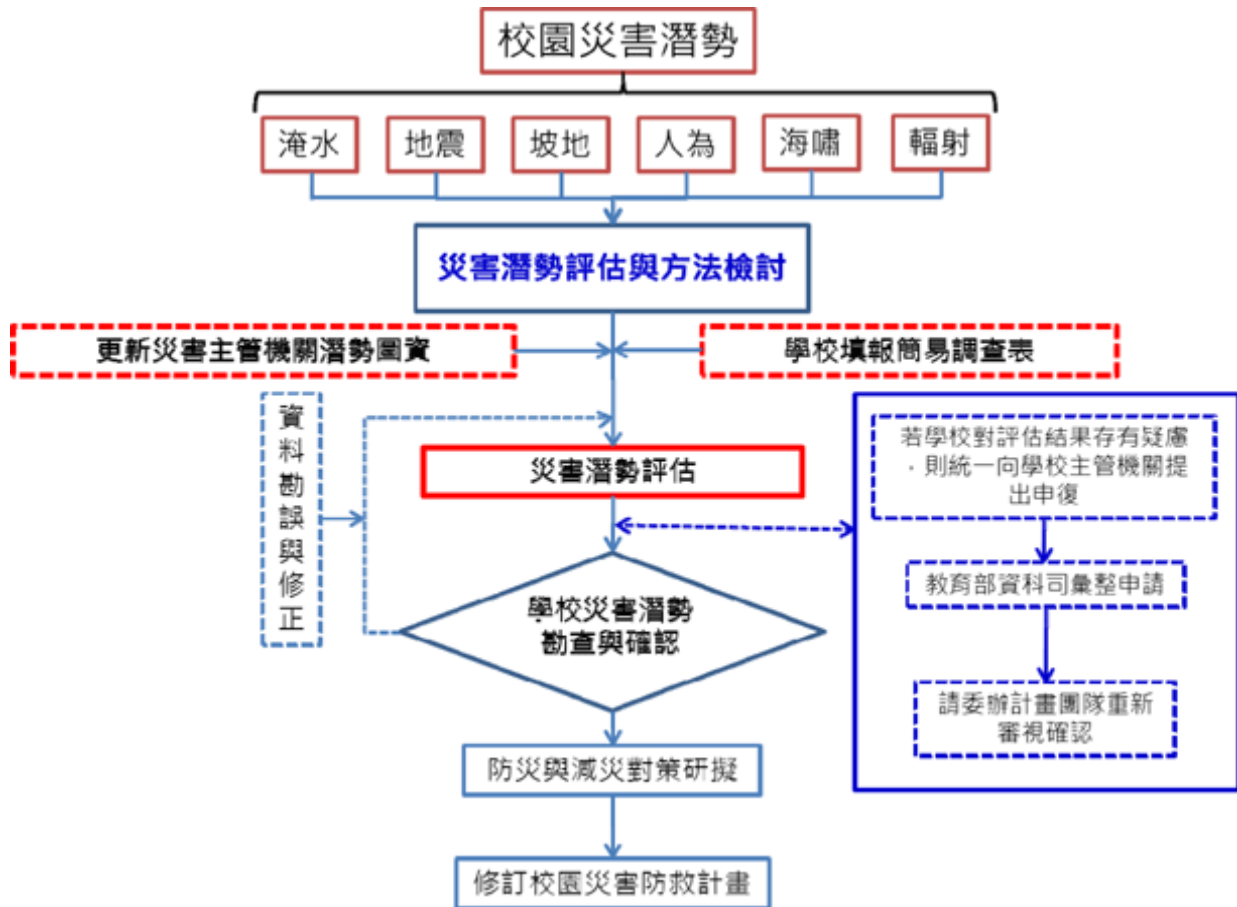 校園災害潛勢
淹水
地震
坡地
人為
海嘯
輻射
災害潛勢評估與方法檢討
更新災害主管機關潛勢圖資
學校填報簡易調查表
資料勘誤與修正
災害潛勢評估
若學校對評估結果存有疑慮
，則統一向學校主管機關提
出申復
教育部資科司彙整申請
學校災害潛勢
勘查與確認
請委辦計畫團隊重新
審視確認
防災與減災對策研擬
修訂校園災害防救計畫